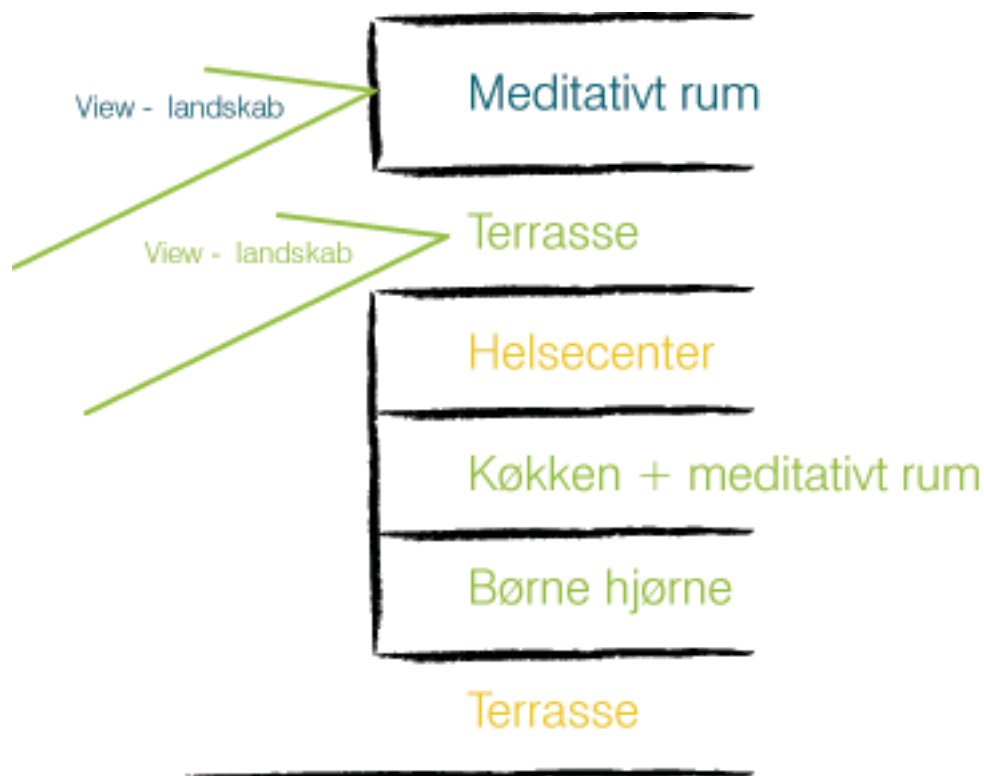 Meditativt rum
View - landskab
Terrasse
View - landskab
Helsecenter
Køkken + meditativt rum
Børne hjørne
Terrasse